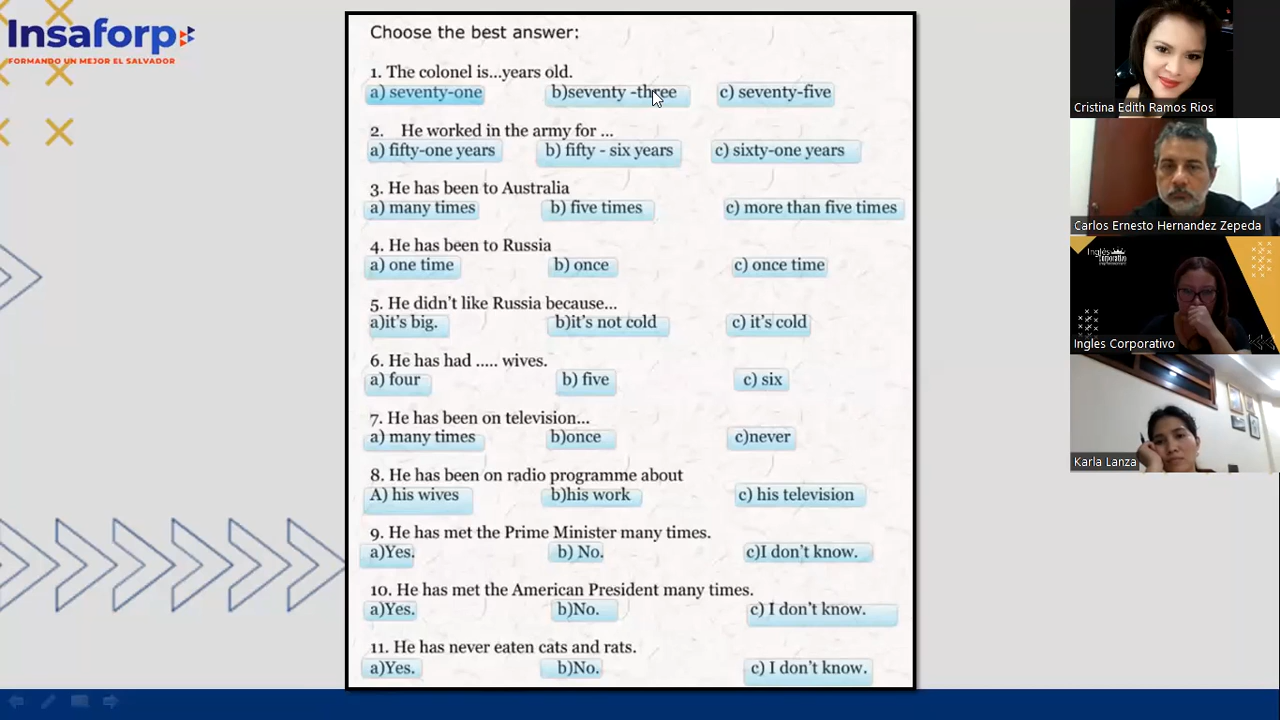 Insaforp
FORMANDO UN MEJOR EL SALVADOR
Choose the best answer:
1. The colonel is...years old.
a) seventy-one b)seventy -three c) seventy-five
2. He worked in the army for ...
a) fifty-one years b) fifty - six years c) sixty-one years
3. He has been to Australia
a) many times b) five times c) more than five times
4. He has been to Russia
a) one time b) once c) once time
5. He didn't like Russia because...
a)it's big. b)it's not cold c) it's cold
6. He has had ..... wives.
a) four b) five c) six
7. He has been on television...
a) many times b)once c)never
8. He has been on radio programme about
A) his wives b)his work c) his television
9. He has met the Prime Minister many times.
a)Yes. b) No. c)I don't know.
10. He has met the American President many times.
a)Yes. b)No. c) I don't know.
11. He has never eaten cats and rats.
a)Yes. b)No. c) I don't know.
Cristina Edith Ramos Rios
Carlos Ernesto Hernandez Zepeda
Inglés
Corporativo
Ingles Corporativo
Karla Lanza